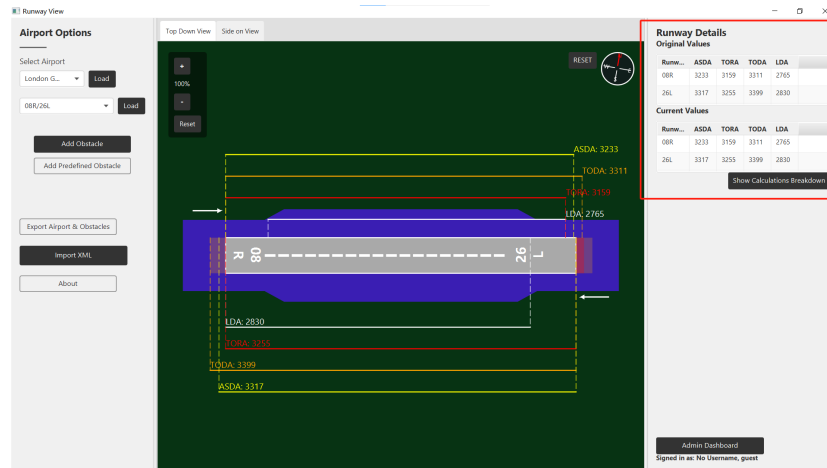 Runway View
Airport Options
Select Airport
London G...
Load
08R/26L
Load
Add Obstacle
Add Predefined Obstacle
Export Airport & Obstacles
Import XML
About
Top Down View Side on View
+
100%
-
Reset
RESET
ASDA: 3233
TODA: 3311
TORA: 3159
LDA: 2765
08 R
26 L
LDA: 2830
TORA: 3255
TODA: 3399
ASDA: 3317
Runway Details
Original Values
Runw... ASDA TORA TODA LDA
08R 3233 3159 3311 2765
26L 3317 3255 3399 2830
Current Values
Runw... ASDA TORA TODA LDA
08R 3233 3159 3311 2765
26L 3317 3255 3399 2830
Show Calculations Breakdown
Admin Dashboard
Signed in as: No Username, guest